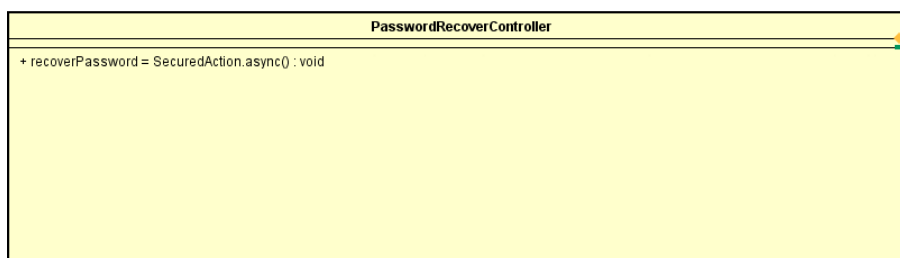 PasswordRecoverController
+ recoverPassword = SecuredAction.async() : void